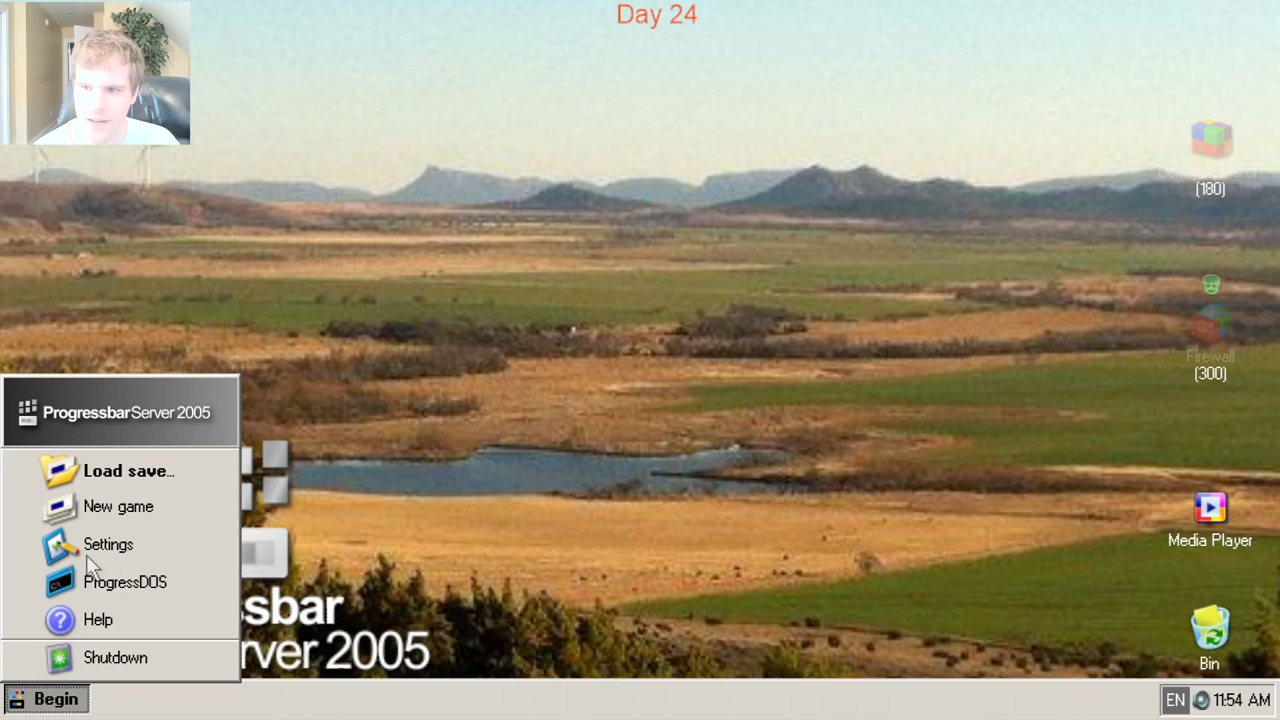 Day 24
(180)
Firewall
(300)
ProgressbarServer 2005
Load save...
New game
Settings
ProgressDOS
Help
Shutdown
Media Player
Bin
ssbar
rver 2005
Begin
EN
11:54 AM